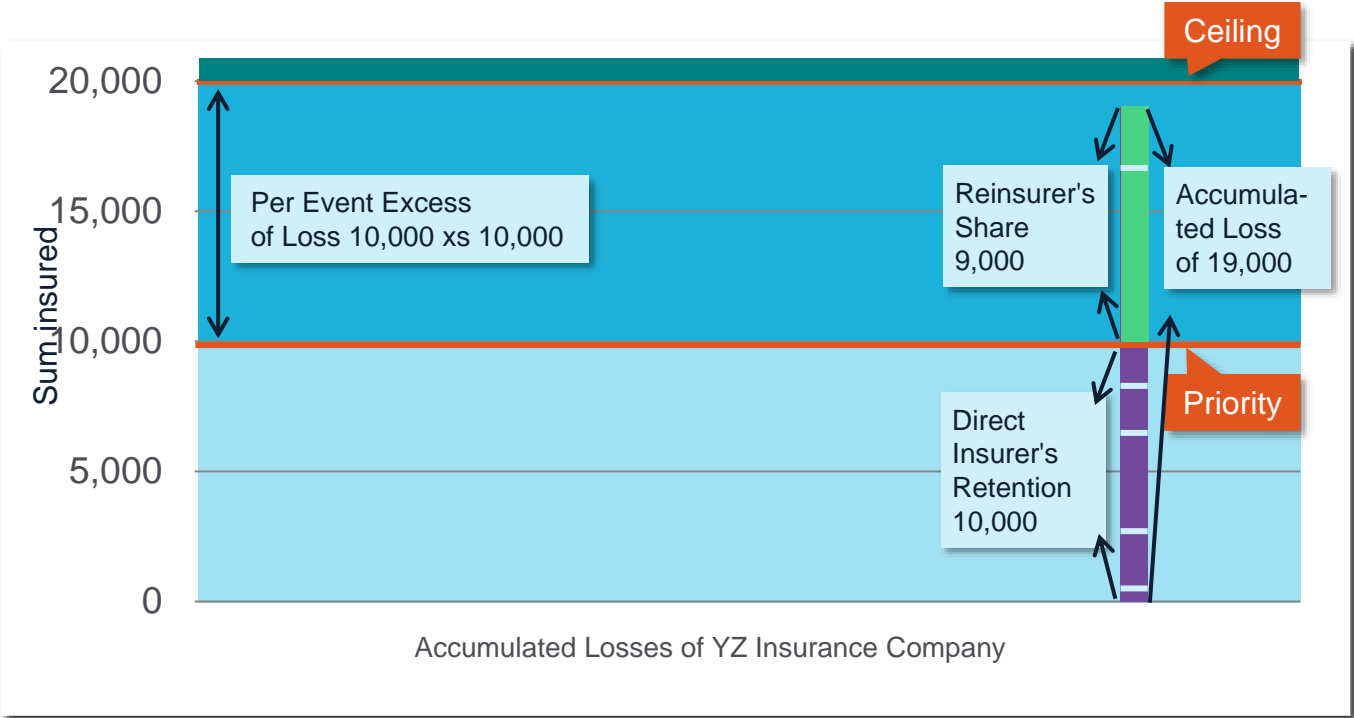 Ceiling
20,000
Per Event Excess
of Loss 10,000 xs 10,000
15,000
Reinsurer's
Share
9,000
Accumula-
ted Loss
of 19,000
Sum insured
10,000
Priority
Direct
Insurer's
Retention
10,000
5,000
0
Accumulated Losses of YZ Insurance Company